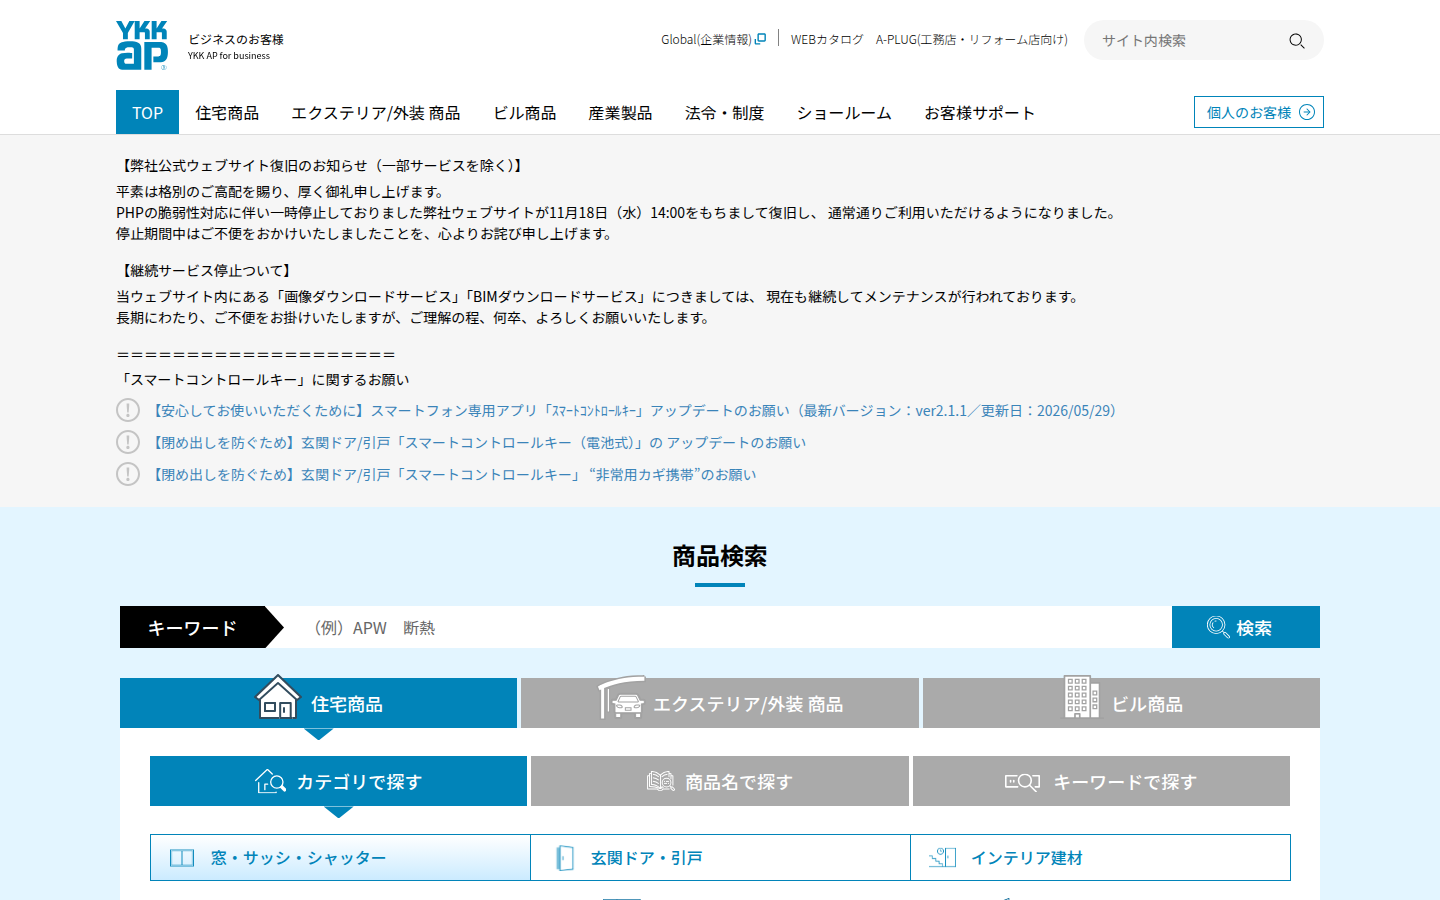 YKK
ap
ビジネスのお客様
YKK AP for business
Global(企業情報)
WEBカタログ
A-PLUG(工務店・リフォーム店向け)
サイト内検索
TOP
住宅商品
エクステリア/外装 商品
ビル商品
産業製品
法令・制度
ショールーム
お客様サポート
個人のお客様
【弊社公式ウェブサイト復旧のお知らせ（一部サービスを除く）】
平素は格別のご高配を賜り、厚く御礼申し上げます。
PHPの脆弱性対応に伴い一時停止しておりました弊社ウェブサイトが11月18日（水）14:00をもちまして復旧し、 通常通りご利用いただけるようになりました。
停止期間中はご不便をおかけいたしましたことを、心よりお詫び申し上げます。
【継続サービス停止ついて】
当ウェブサイト内にある「画像ダウンロードサービス」「BIMダウンロードサービス」につきましては、 現在も継続してメンテナンスが行われております。
長期にわたり、ご不便をお掛けいたしますが、ご理解の程、何卒、よろしくお願いいたします。
＝＝＝＝＝＝＝＝＝＝＝＝＝＝＝＝＝＝＝＝
「スマートコントロールキー」に関するお願い
【安心してお使いいただくために】スマートフォン専用アプリ「ｽﾏｰﾄｺﾝﾄﾛｰﾙｷｰ」アップデートのお願い（最新バージョン：ver2.1.1／更新日：2026/05/29）
【閉め出しを防ぐため】玄関ドア/引戸「スマートコントロールキー（電池式）」の アップデートのお願い
【閉め出しを防ぐため】玄関ドア/引戸「スマートコントロールキー」 “非常用カギ携帯”のお願い
商品検索
キーワード
（例）APW　断熱
検索
住宅商品
エクステリア/外装 商品
ビル商品
カテゴリで探す
商品名で探す
キーワードで探す
窓・サッシ・シャッター
玄関ドア・引戸
インテリア建材